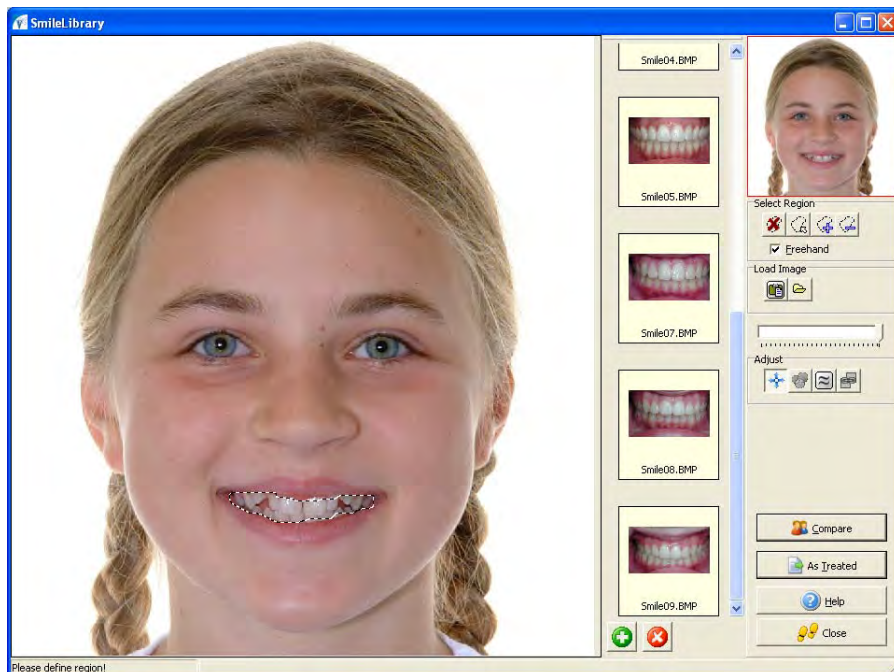 SmileLibrary
Smile04.BMP
Smile05.BMP
Smile07.BMP
Smile08.BMP
Smile09.BMP
Select Region
Freehand
Load Image
Adjust
Compare
As Treated
Help
Close
Please define region!